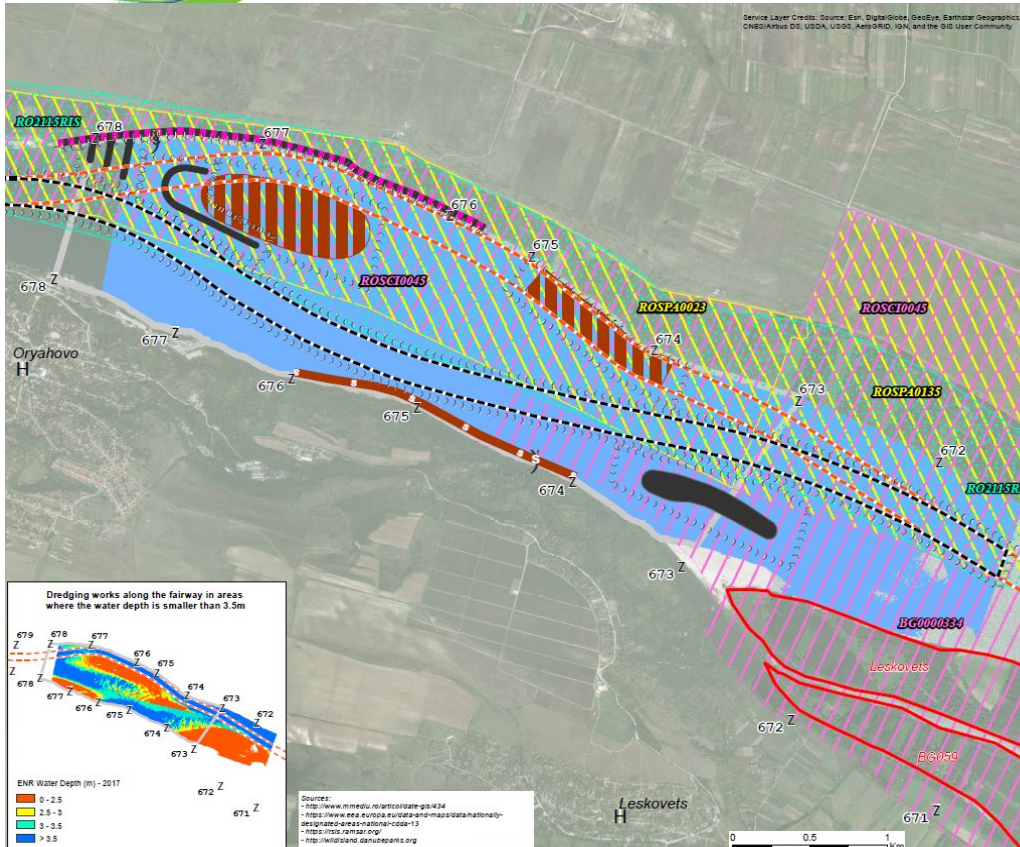 Service Layer Credits: Source: Esri, DigitalGlobe, GeoEye, Earthstar Geographics,
CNES/Airbus DS, USDA, USGS, AeroGRID, IGN, and the GIS User Community
RO2115RIS
678
677
676
675
ROSCI0045
ROSPA0023
ROSCI0045
678
Oryahovo
H
677
676
675
674
674
673
ROSPA0135
672
RO2115R
673
BG0000334
Leskovets
672
BG059
671
Leskovets
H
Dredging works along the fairway in areas
where the water depth is smaller than 3.5m
679
678
677
676
675
674
673
672
678
677
676
675
674
673
672
671
ENR Water Depth (m) - 2017
0 - 2.5
2.5 - 3
3 - 3.5
> 3.5
Sources:
- http://www.mmediu.ro/articol/date-gis/434
- https://www.eea.europa.eu/data-and-maps/data/nationally-
designated-areas-national-cdda-13
- https://rsis.ramsar.org/
- http://wildisland.danubeparks.org
0 0.5 1
Km